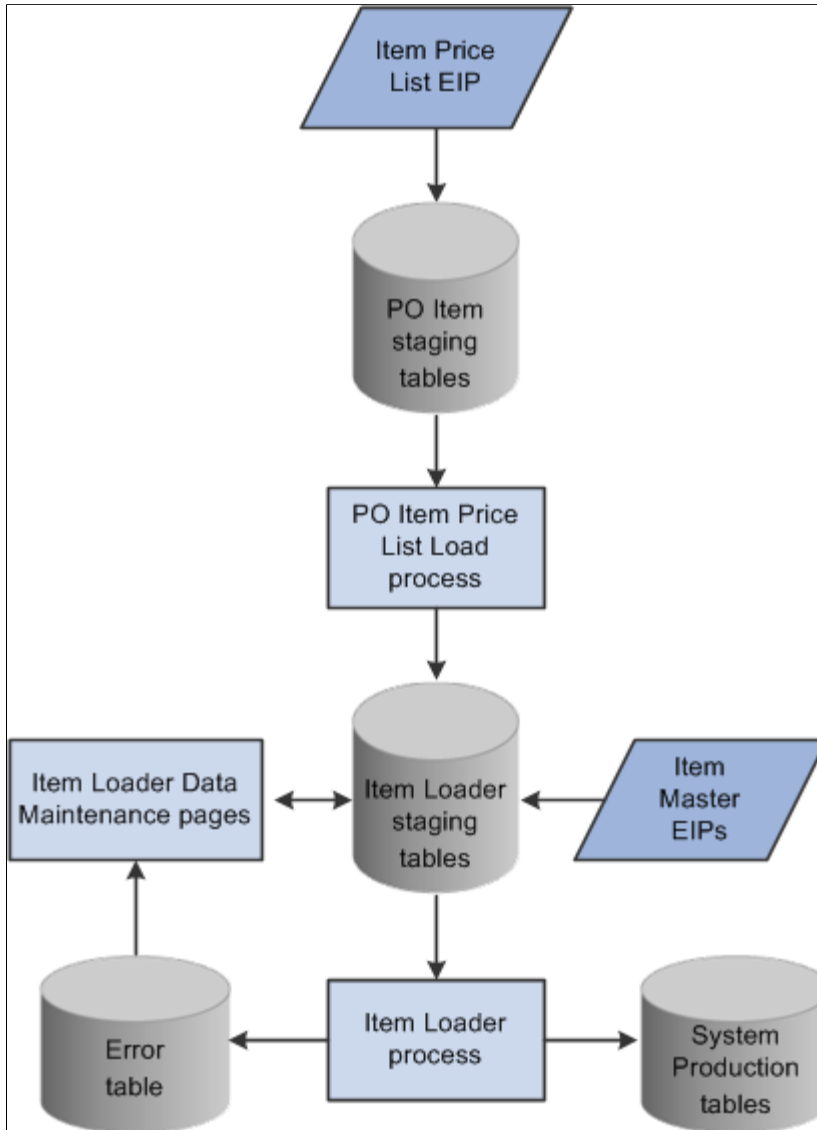 Item Price
List EIP
PO Item
staging
tables
PO Item Price
List Load
process
Item Loader Data
Maintenance pages
Item Loader
staging
tables
Item
Master
EIPs
Error
table
Item Loader
process
System
Production
tables